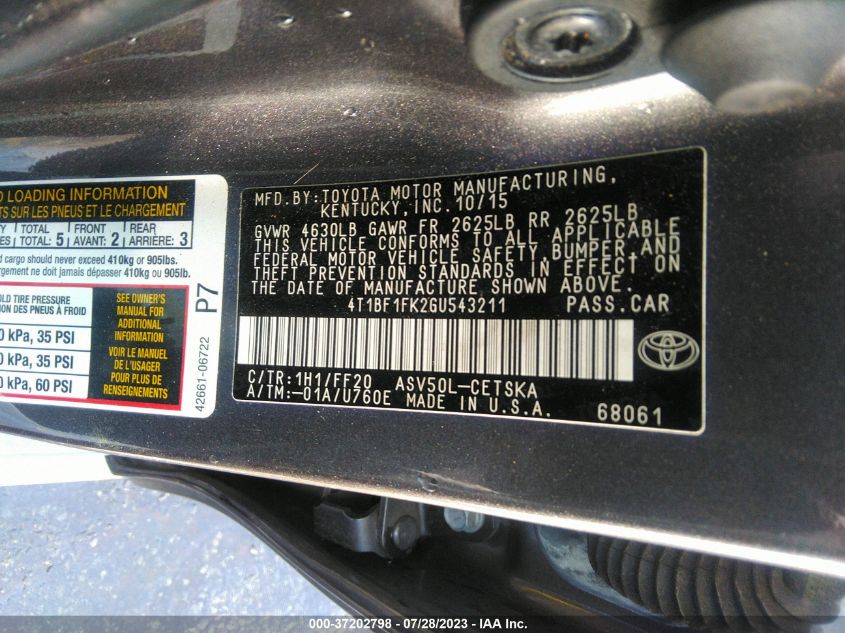 LOADING INFORMATION
SUR LES PNEUS ET LE CHARGEMENT
TOTAL: 5
FRONT
AVANT: 2
REAR
ARRIÈRE: 3
cargo should never exceed 410kg or 905lbs.
chargement ne doit jamais dépasser 410kg ou 905lb.
TIRE PRESSURE
DES PNEUS À FROID
kPa, 35 PSI
kPa, 35 PSI
kPa, 60 PSI
SEE OWNER'S
MANUAL FOR
ADDITIONAL
INFORMATION
VOIR LE MANUEL
DE L'USAGER
POUR PLUS DE
RENSEIGNEMENTS
P7
42661-06722
MFD.BY:TOYOTA MOTOR MANUFACTURING,
KENTUCKY,INC.10/15
GVWR 4630LB GAWR FR 2625LB RR 2625LB
THIS VEHICLE CONFORMS TO ALL APPLICABLE
FEDERAL MOTOR VEHICLE SAFETY,BUMPER,AND
THEFT PREVENTION STANDARDS IN EFFECT ON
THE DATE OF MANUFACTURE SHOWN ABOVE.
4T1BF1FK2GU543211 PASS.CAR
C/TR:1H1/FF20 ASV50L-CETSKA
A/TM:-01A/U760E MADE IN U.S.A.
68061
000-37202798 - 07/28/2023 - IAA Inc.